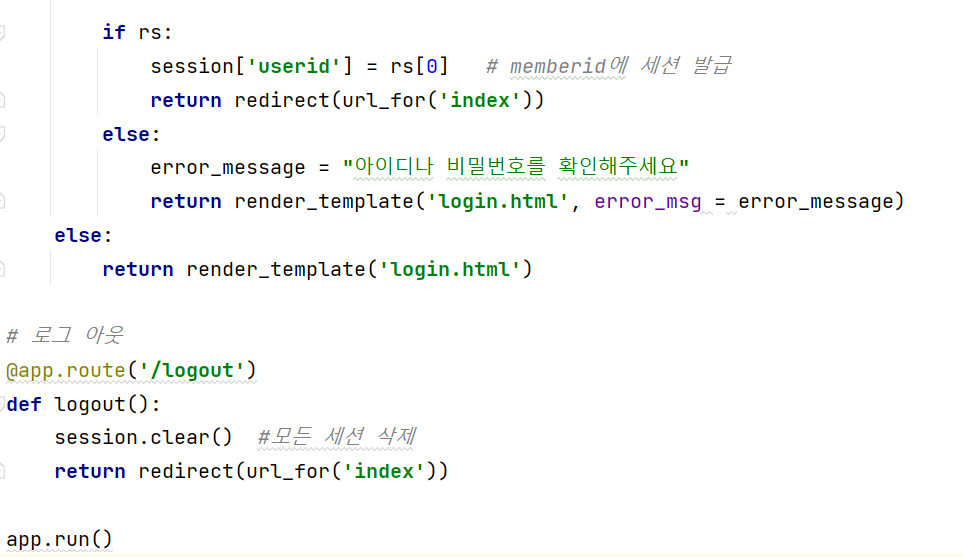 if rs:
session['userid'] = rs[0]   # memberid에 세션 발급
return redirect(url_for('index'))
else:
error_message = "아이디나 비밀번호를 확인해주세요"
return render_template('login.html', error_msg = error_message)
else:
return render_template('login.html')
# 로그 아웃
@app.route('/logout')
def logout():
session.clear()  #모든 세션 삭제
return redirect(url_for('index'))
app.run()